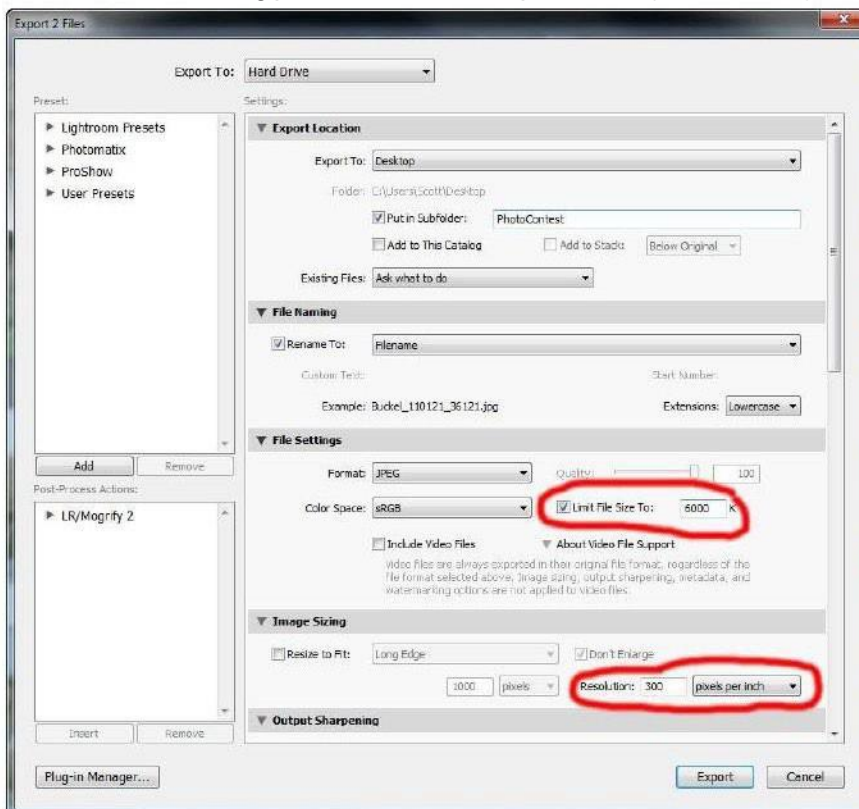 Export 2 Files
Export To: Hard Drive
Preset:
Settings:
Lightroom Presets
Photomatix
ProShow
User Presets
Add Remove
Post-Process Actions:
LR/Mogrify 2
Insert Remove
Export Location
Export To: Desktop
Folder: C:\Users\Scott\Desktop
Put in Subfolder: PhotoContest
Add to This Catalog Add to Stack: Below Original
Existing Files: Ask what to do
File Naming
Rename To: Filename
Custom Text: Start Number:
Example: Buckel_110121_36121.jpg Extensions: Lowercase
File Settings
Format: JPEG Quality: 100
Color Space: sRGB Limit File Size To: 6000 K
Include Video Files About Video File Support
Video files are always exported in their original file format, regardless of the
file format selected above. Image sizing, output sharpening, metadata, and
watermarking options are not applied to video files.
Image Sizing
Resize to Fit: Long Edge Don't Enlarge
1000 pixels Resolution: 300 pixels per inch
Output Sharpening
Plug-in Manager... Export Cancel